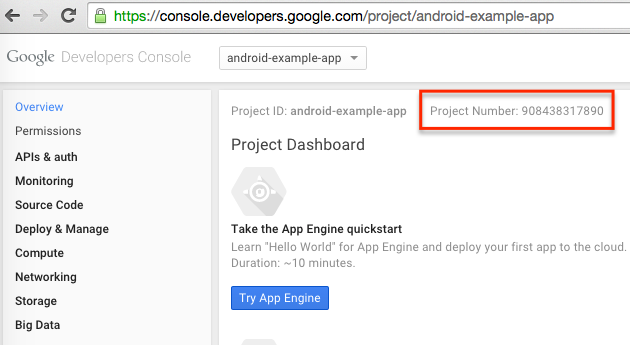 https://console.developers.google.com/project/android-example-app
Google Developers Console
android-example-app
Overview
Permissions
APIs & auth
Monitoring
Source Code
Deploy & Manage
Compute
Networking
Storage
Big Data
Project ID: android-example-app
Project Number: 908438317890
Project Dashboard
Take the App Engine quickstart
Learn "Hello World" for App Engine and deploy your first app to the cloud.
Duration: ~10 minutes.
Try App Engine